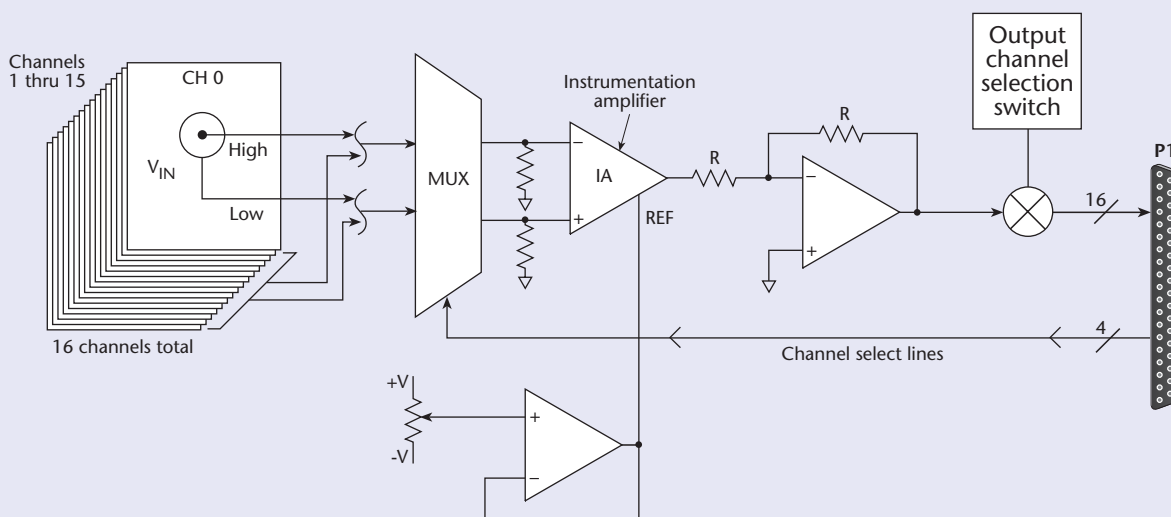 Channels
1 thru 15
CH 0
High
V_IN
Low
16 channels total
MUX
Instrumentation
amplifier
−
IA
+
REF
R
R
−
+
Output
channel
selection
switch
16
P1
4
Channel select lines
+V
-V
+
−